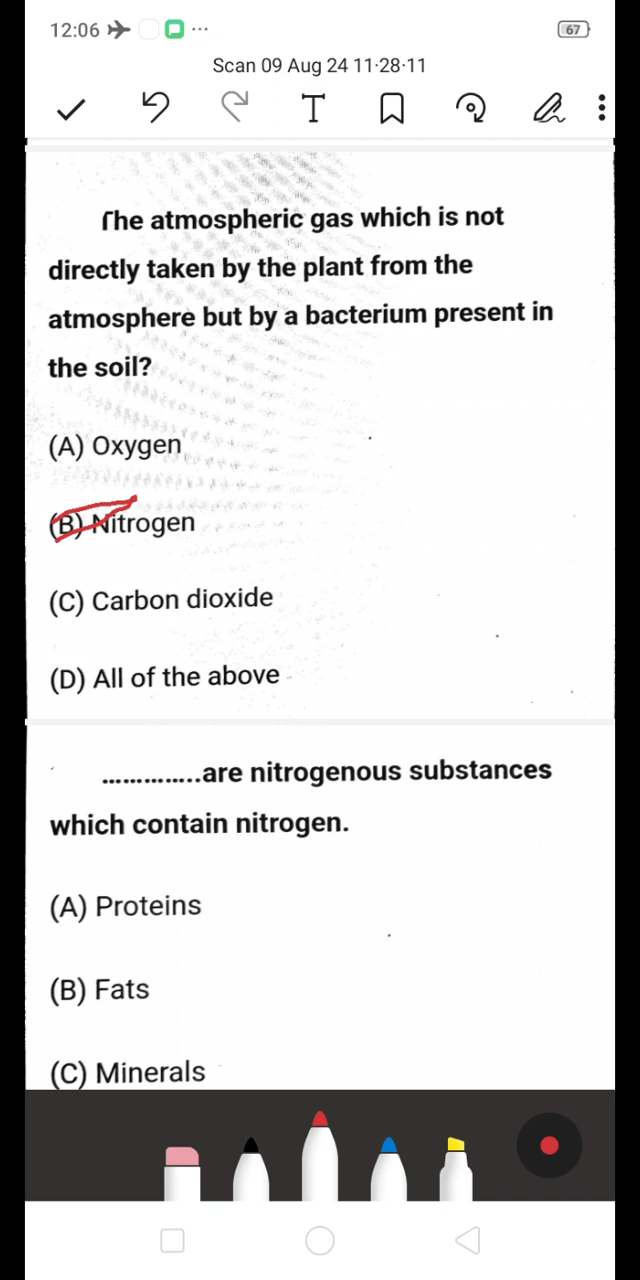 12:06
67
Scan 09 Aug 24 11·28·11
T
The atmospheric gas which is not
directly taken by the plant from the
atmosphere but by a bacterium present in
the soil?
(A) Oxygen
(B) Nitrogen
(C) Carbon dioxide
(D) All of the above
..............are nitrogenous substances
which contain nitrogen.
(A) Proteins
(B) Fats
(C) Minerals